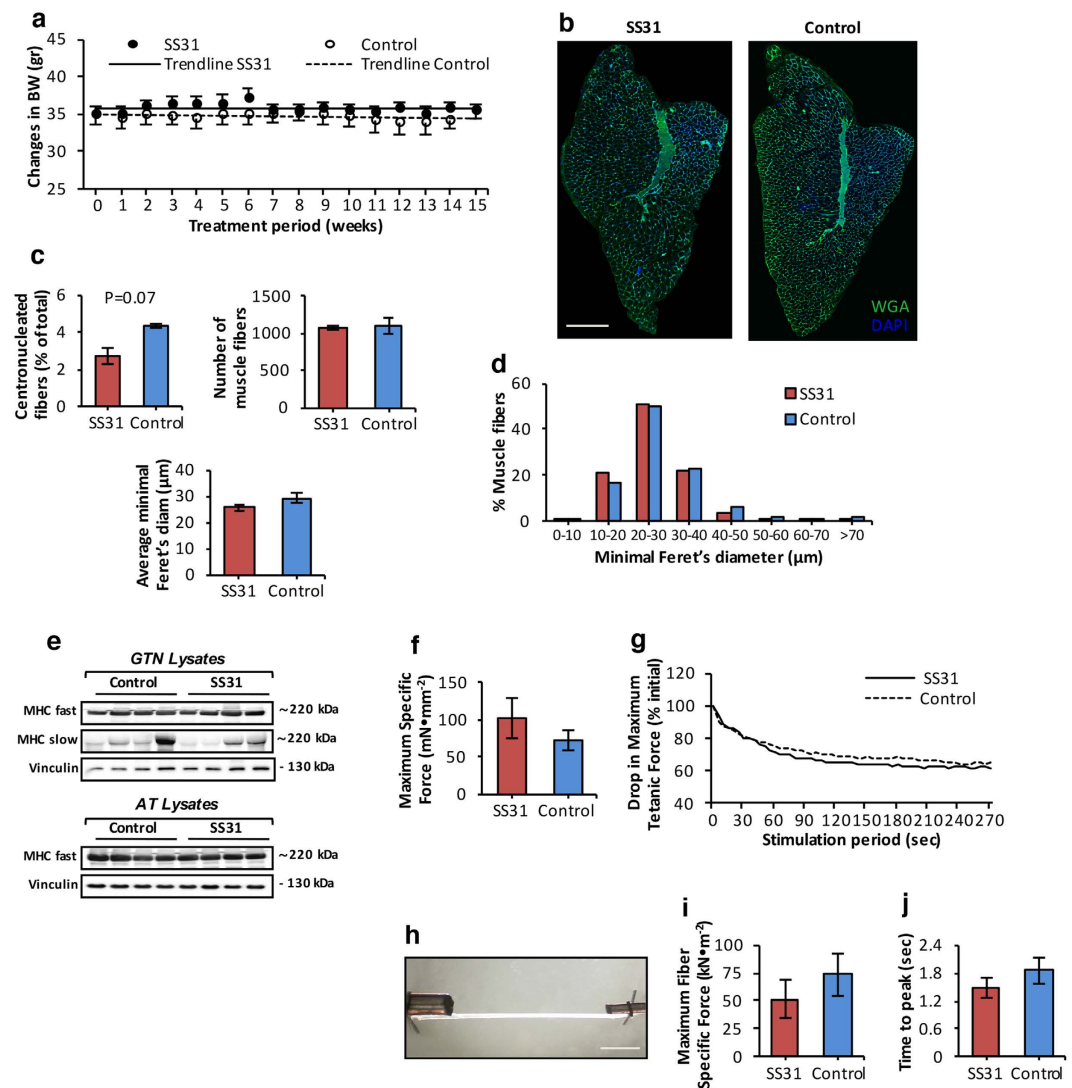 a
Changes in BW (gr)
45
35
25
SS31
Control
Trendline SS31
Trendline Control
0 1 2 3 4 5 6 7 8 9 10 11 12 13 14 15
Treatment period (weeks)
b
SS31
Control
WGA
DAPI
c
Centronucleated
fibers (% of total)
6
4
2
0
P=0.07
SS31 Control
Number of
muscle fibers
1500
1000
500
0
SS31 Control
Average minimal
Feret's diam (µm)
40
30
20
10
0
SS31 Control
d
% Muscle fibers
60
40
20
0
SS31
Control
0-10 10-20 20-30 30-40 40-50 50-60 60-70 >70
Minimal Feret's diameter (µm)
e
GTN Lysates
Control SS31
MHC fast ~220 kDa
MHC slow ~220 kDa
Vinculin - 130 kDa
AT Lysates
Control SS31
MHC fast ~220 kDa
Vinculin - 130 kDa
f
Maximum Specific
Force (mN•mm-2)
150
100
50
0
SS31 Control
g
Drop in Maximum
Tetanic Force (% initial)
120
100
80
60
40
SS31
Control
0 30 60 90 120 150 180 210 240 270
Stimulation period (sec)
h
i
Maximum Fiber
Specific Force (kN•m-2)
100
75
50
25
0
SS31 Control
j
Time to peak (sec)
2.4
1.8
1.2
0.6
0
SS31 Control